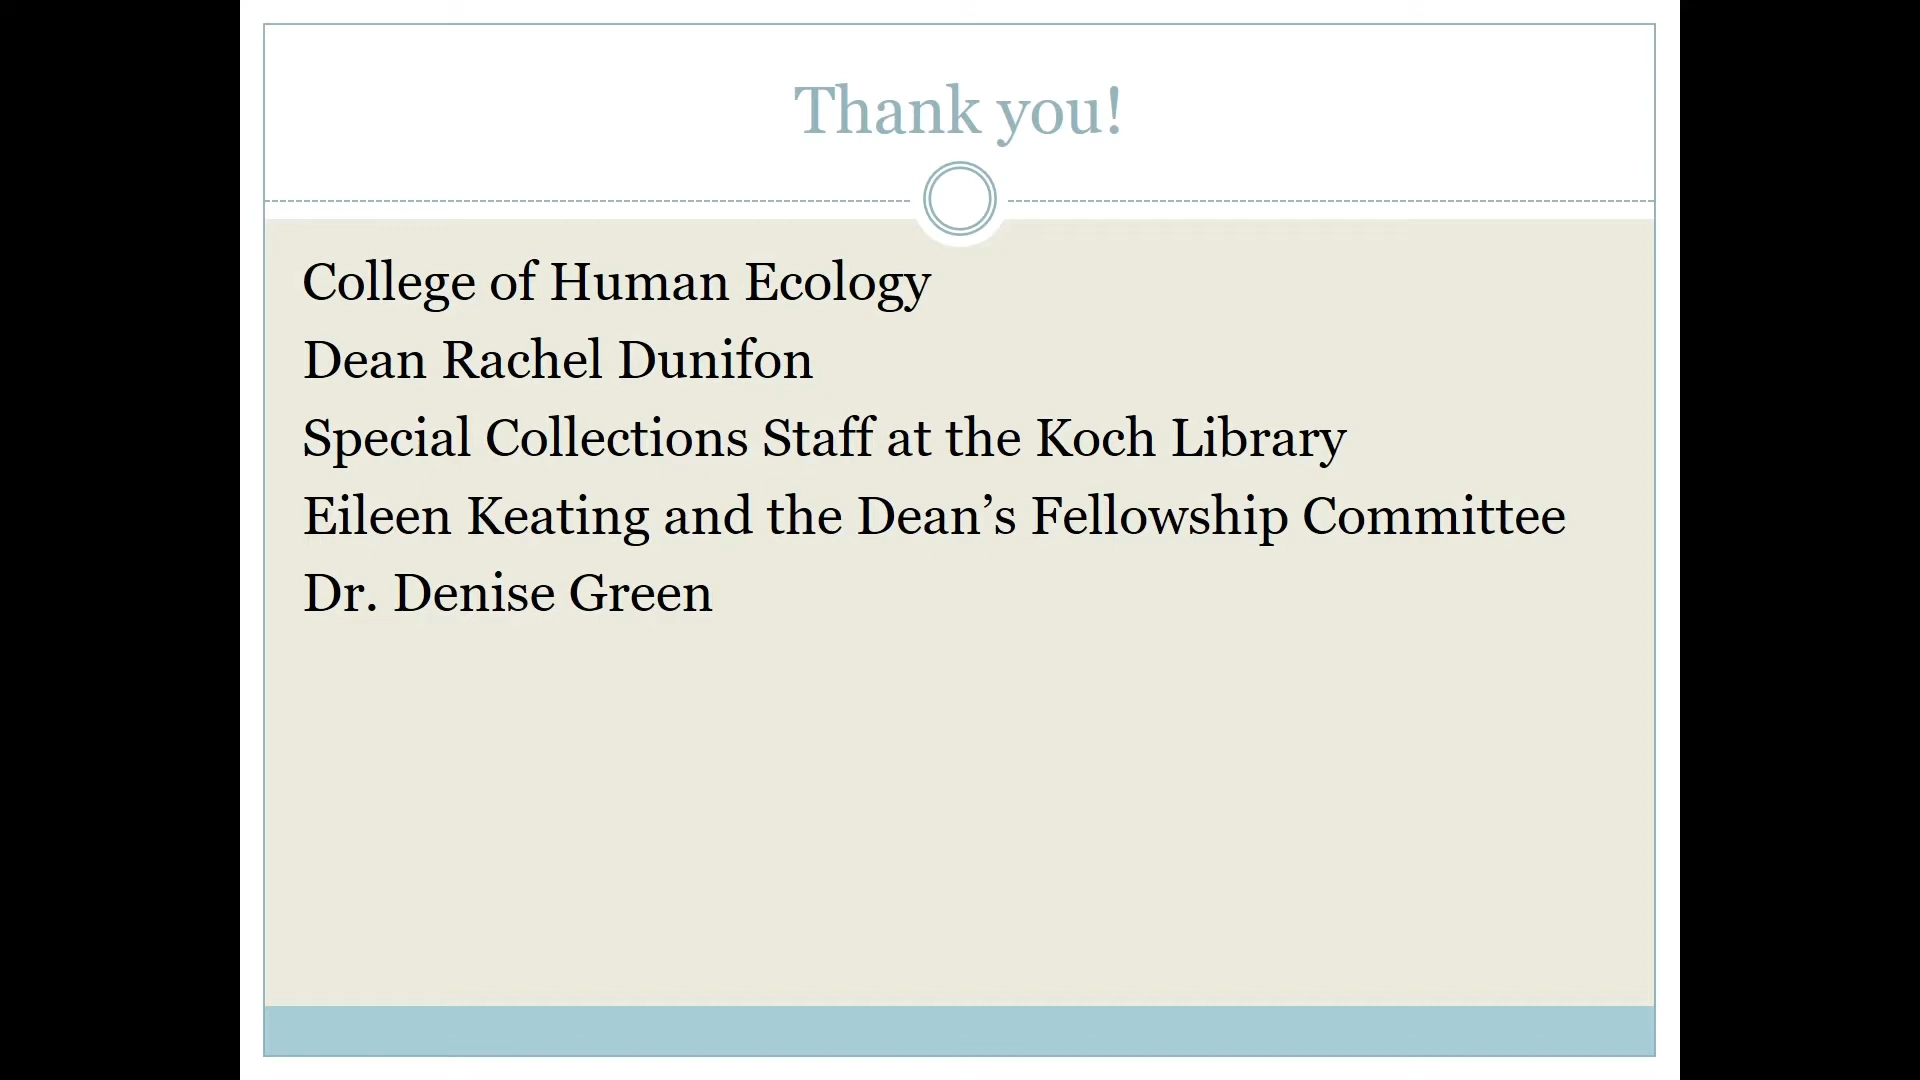 Thank you!
College of Human Ecology
Dean Rachel Dunifon
Special Collections Staff at the Koch Library
Eileen Keating and the Dean’s Fellowship Committee
Dr. Denise Green